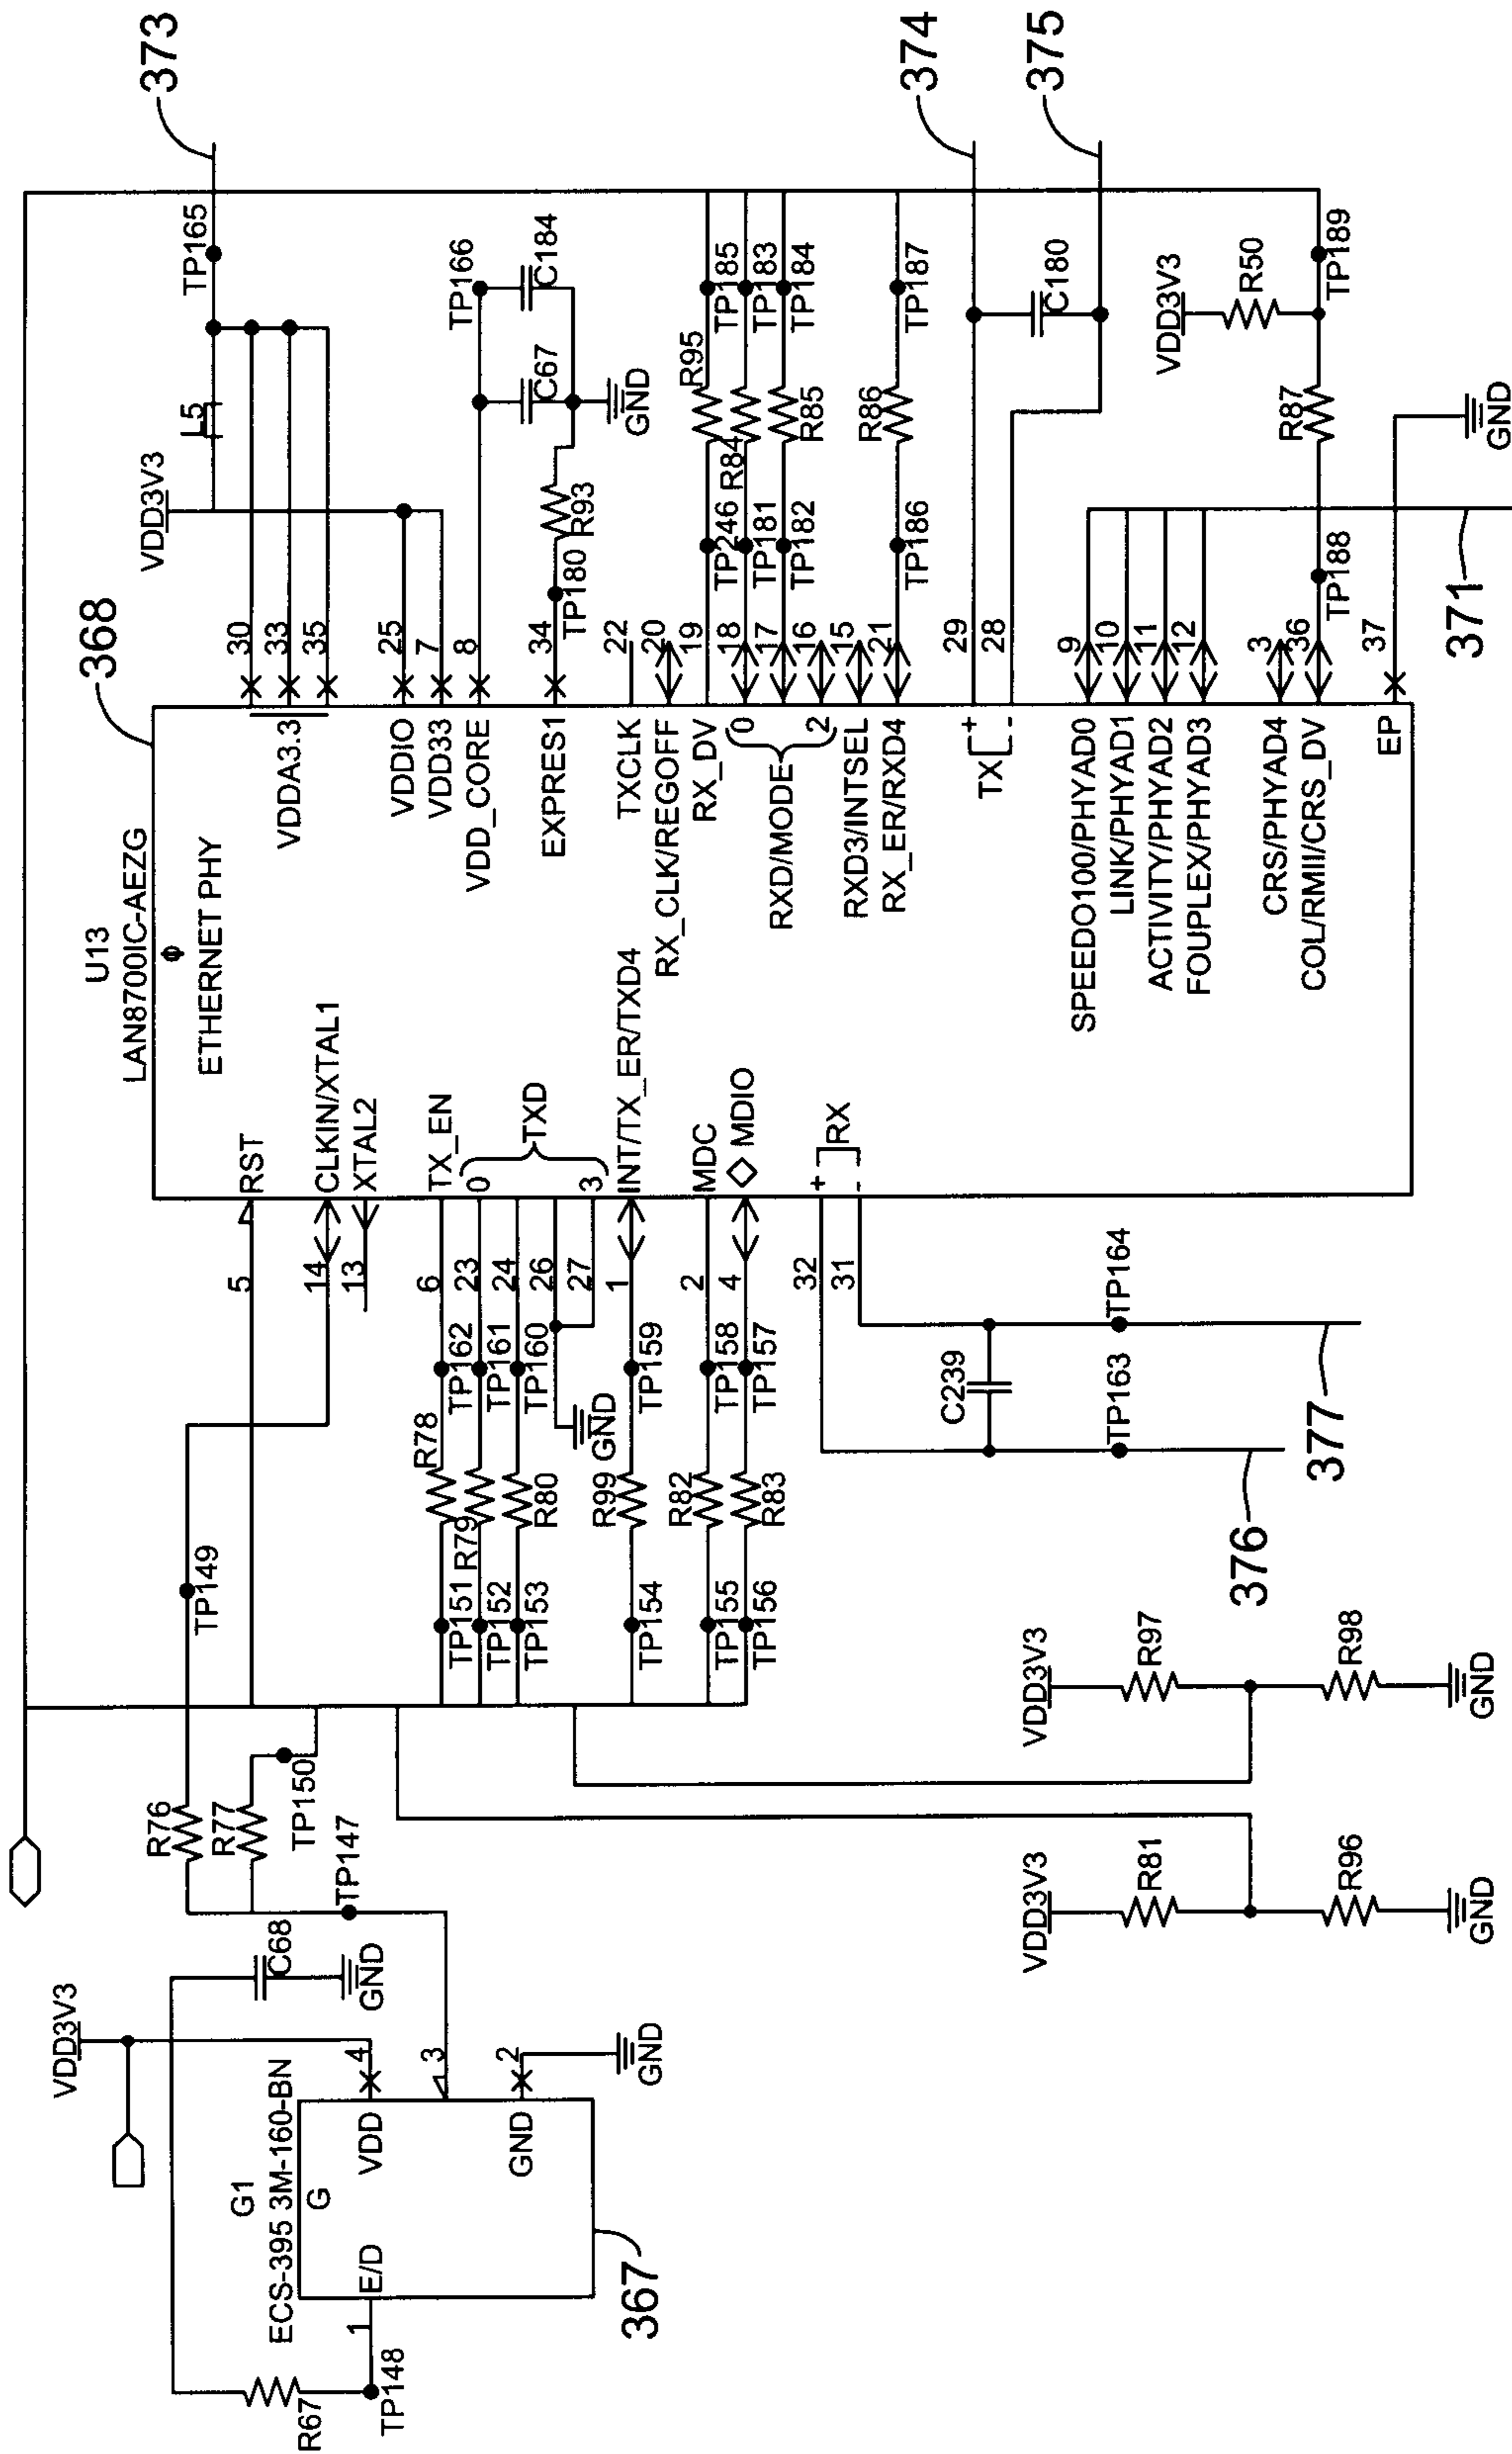 VDD3V3
G1
ECS-395 3M-160-BN
G
E/D
VDD
GND
1
4
3
2
R67
TP148
C68
GND
GND
367
R76
R77
TP150
TP147
TP149
VDD3V3
R81
R96
GND
VDD3V3
R97
R98
GND
U13
LAN8700IC-AEZG
Φ
ETHERNET PHY
368
5
RST
14
CLKIN/XTAL1
13
XTAL2
TP151
R78
TP162
6
TX_EN
TP152
R79
TP161
23
0
TP153
R80
TP160
24
TXD
26
27
3
GND
TP154
R99
TP159
1
INT/TX_ER/TXD4
TP155
R82
TP158
2
MDC
TP156
R83
TP157
4
MDIO
32
+
RX
31
-
C239
TP163
TP164
376
377
VDDA3.3
30
33
35
VDD3V3
L5
TP165
373
VDDIO
25
VDD33
7
VDD_CORE
8
TP166
C67
C184
EXPRES1
34
TP180
R93
GND
TXCLK
22
RX_CLK/REGOFF
20
RX_DV
19
TP246
R95
TP185
RXD/MODE
0
18
TP181
R84
TP183
17
TP182
R85
TP184
2
16
RXD3/INTSEL
15
RX_ER/RXD4
21
TP186
R86
TP187
TX
+
29
374
-
28
C180
375
SPEEDO100/PHYAD0
9
LINK/PHYAD1
10
ACTIVITY/PHYAD2
11
FOUPLEX/PHYAD3
12
371
CRS/PHYAD4
3
COL/RMII/CRS_DV
36
TP188
R87
VDD3V3
R50
TP189
EP
37
GND